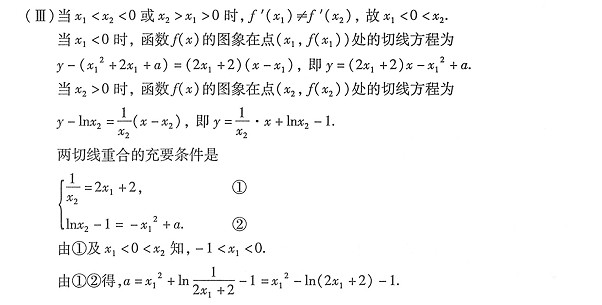 (Ⅲ)当 x₁<x₂<0 或 x₂>x₁>0 时,f′(x₁)≠f′(x₂),故 x₁<0<x₂.
当 x₁<0 时,函数 f(x)的图象在点(x₁,f(x₁))处的切线方程为
y-(x₁²+2x₁+a)=(2x₁+2)(x-x₁),即 y=(2x₁+2)x-x₁²+a.
当 x₂>0 时,函数 f(x)的图象在点(x₂,f(x₂))处的切线方程为
y-lnx₂=1/x₂(x-x₂),即 y=1/x₂·x+lnx₂-1.
两切线重合的充要条件是
{1/x₂=2x₁+2, ①
lnx₂-1=-x₁²+a. ②
由①及 x₁<0<x₂ 知,-1<x₁<0.
由①②得,a=x₁²+ln 1/(2x₁+2) -1=x₁²-ln(2x₁+2)-1.